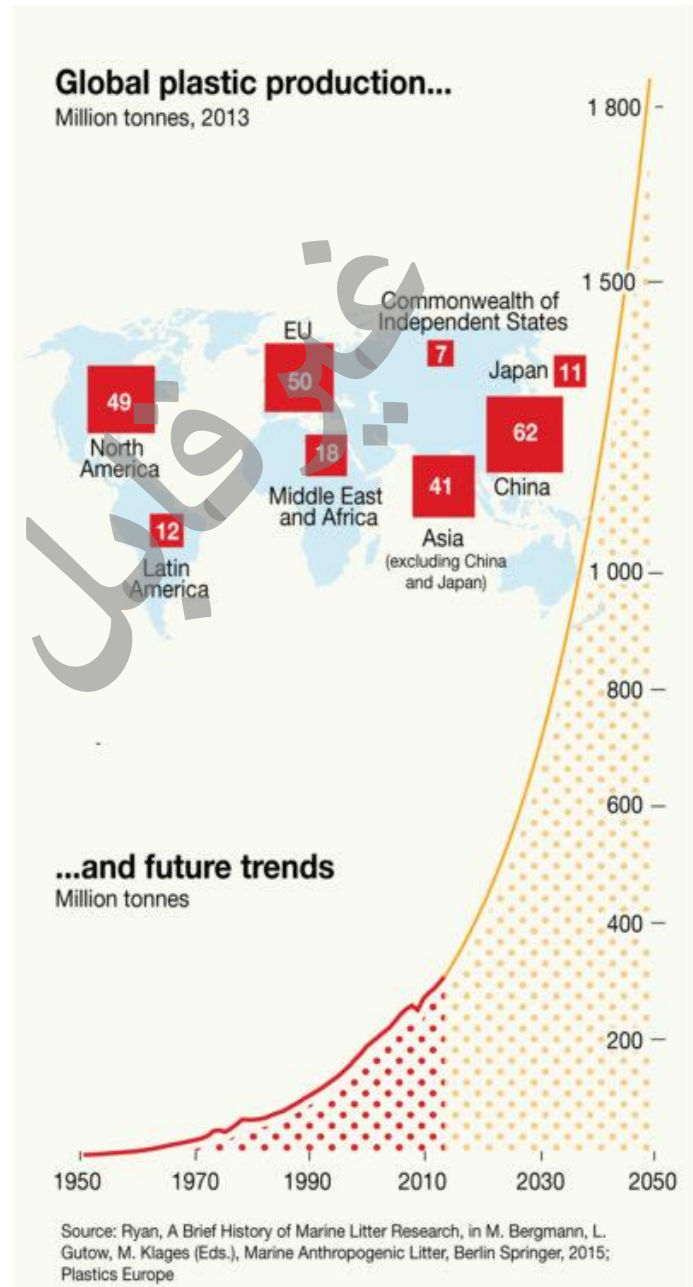 Global plastic production...
Million tonnes, 2013
1 800
1 500
Commonwealth of
Independent States
7
EU
50
Japan 11
49
North
America
62
China
18
Middle East
and Africa
41
Asia
(excluding China
and Japan)
12
Latin
America
1 000
800
600
...and future trends
Million tonnes
400
200
1950 1970 1990 2010 2030 2050
Source: Ryan, A Brief History of Marine Litter Research, in M. Bergmann, L.
Gutow, M. Klages (Eds.), Marine Anthropogenic Litter, Berlin Springer, 2015;
Plastics Europe